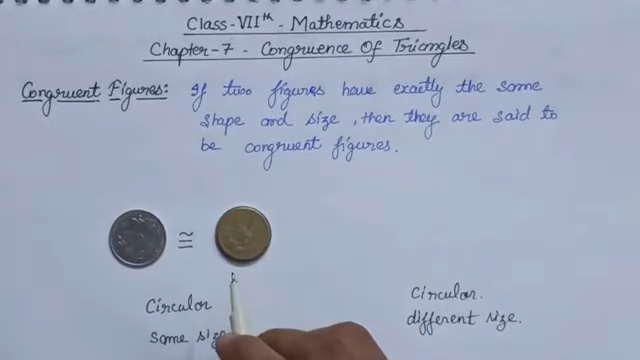 Class-VIIth - Mathematics
Chapter-7 - Congruence Of Triangles
Congruent Figures: If two figures have exactly the same
shape and size, then they are said to
be congruent figures.
≅
Circular
same size
Circular.
different size.